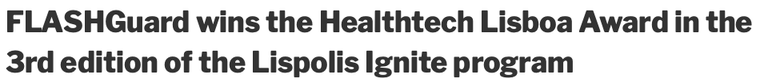 FLASHGuard wins the Healthtech Lisboa Award in the
3rd edition of the Lispolis Ignite program